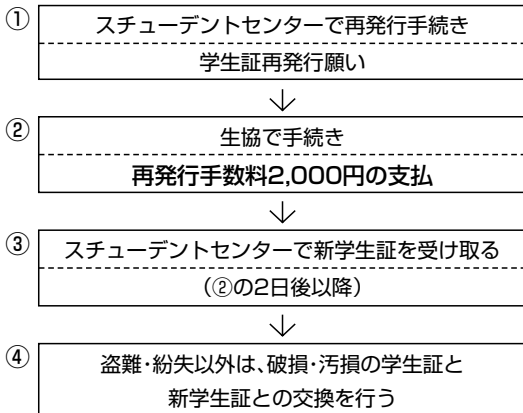 ① スチューデントセンターで再発行手続き
学生証再発行願い
② 生協で手続き
再発行手数料2,000円の支払
③ スチューデントセンターで新学生証を受け取る
（②の2日後以降）
④ 盗難・紛失以外は、破損・汚損の学生証と
新学生証との交換を行う